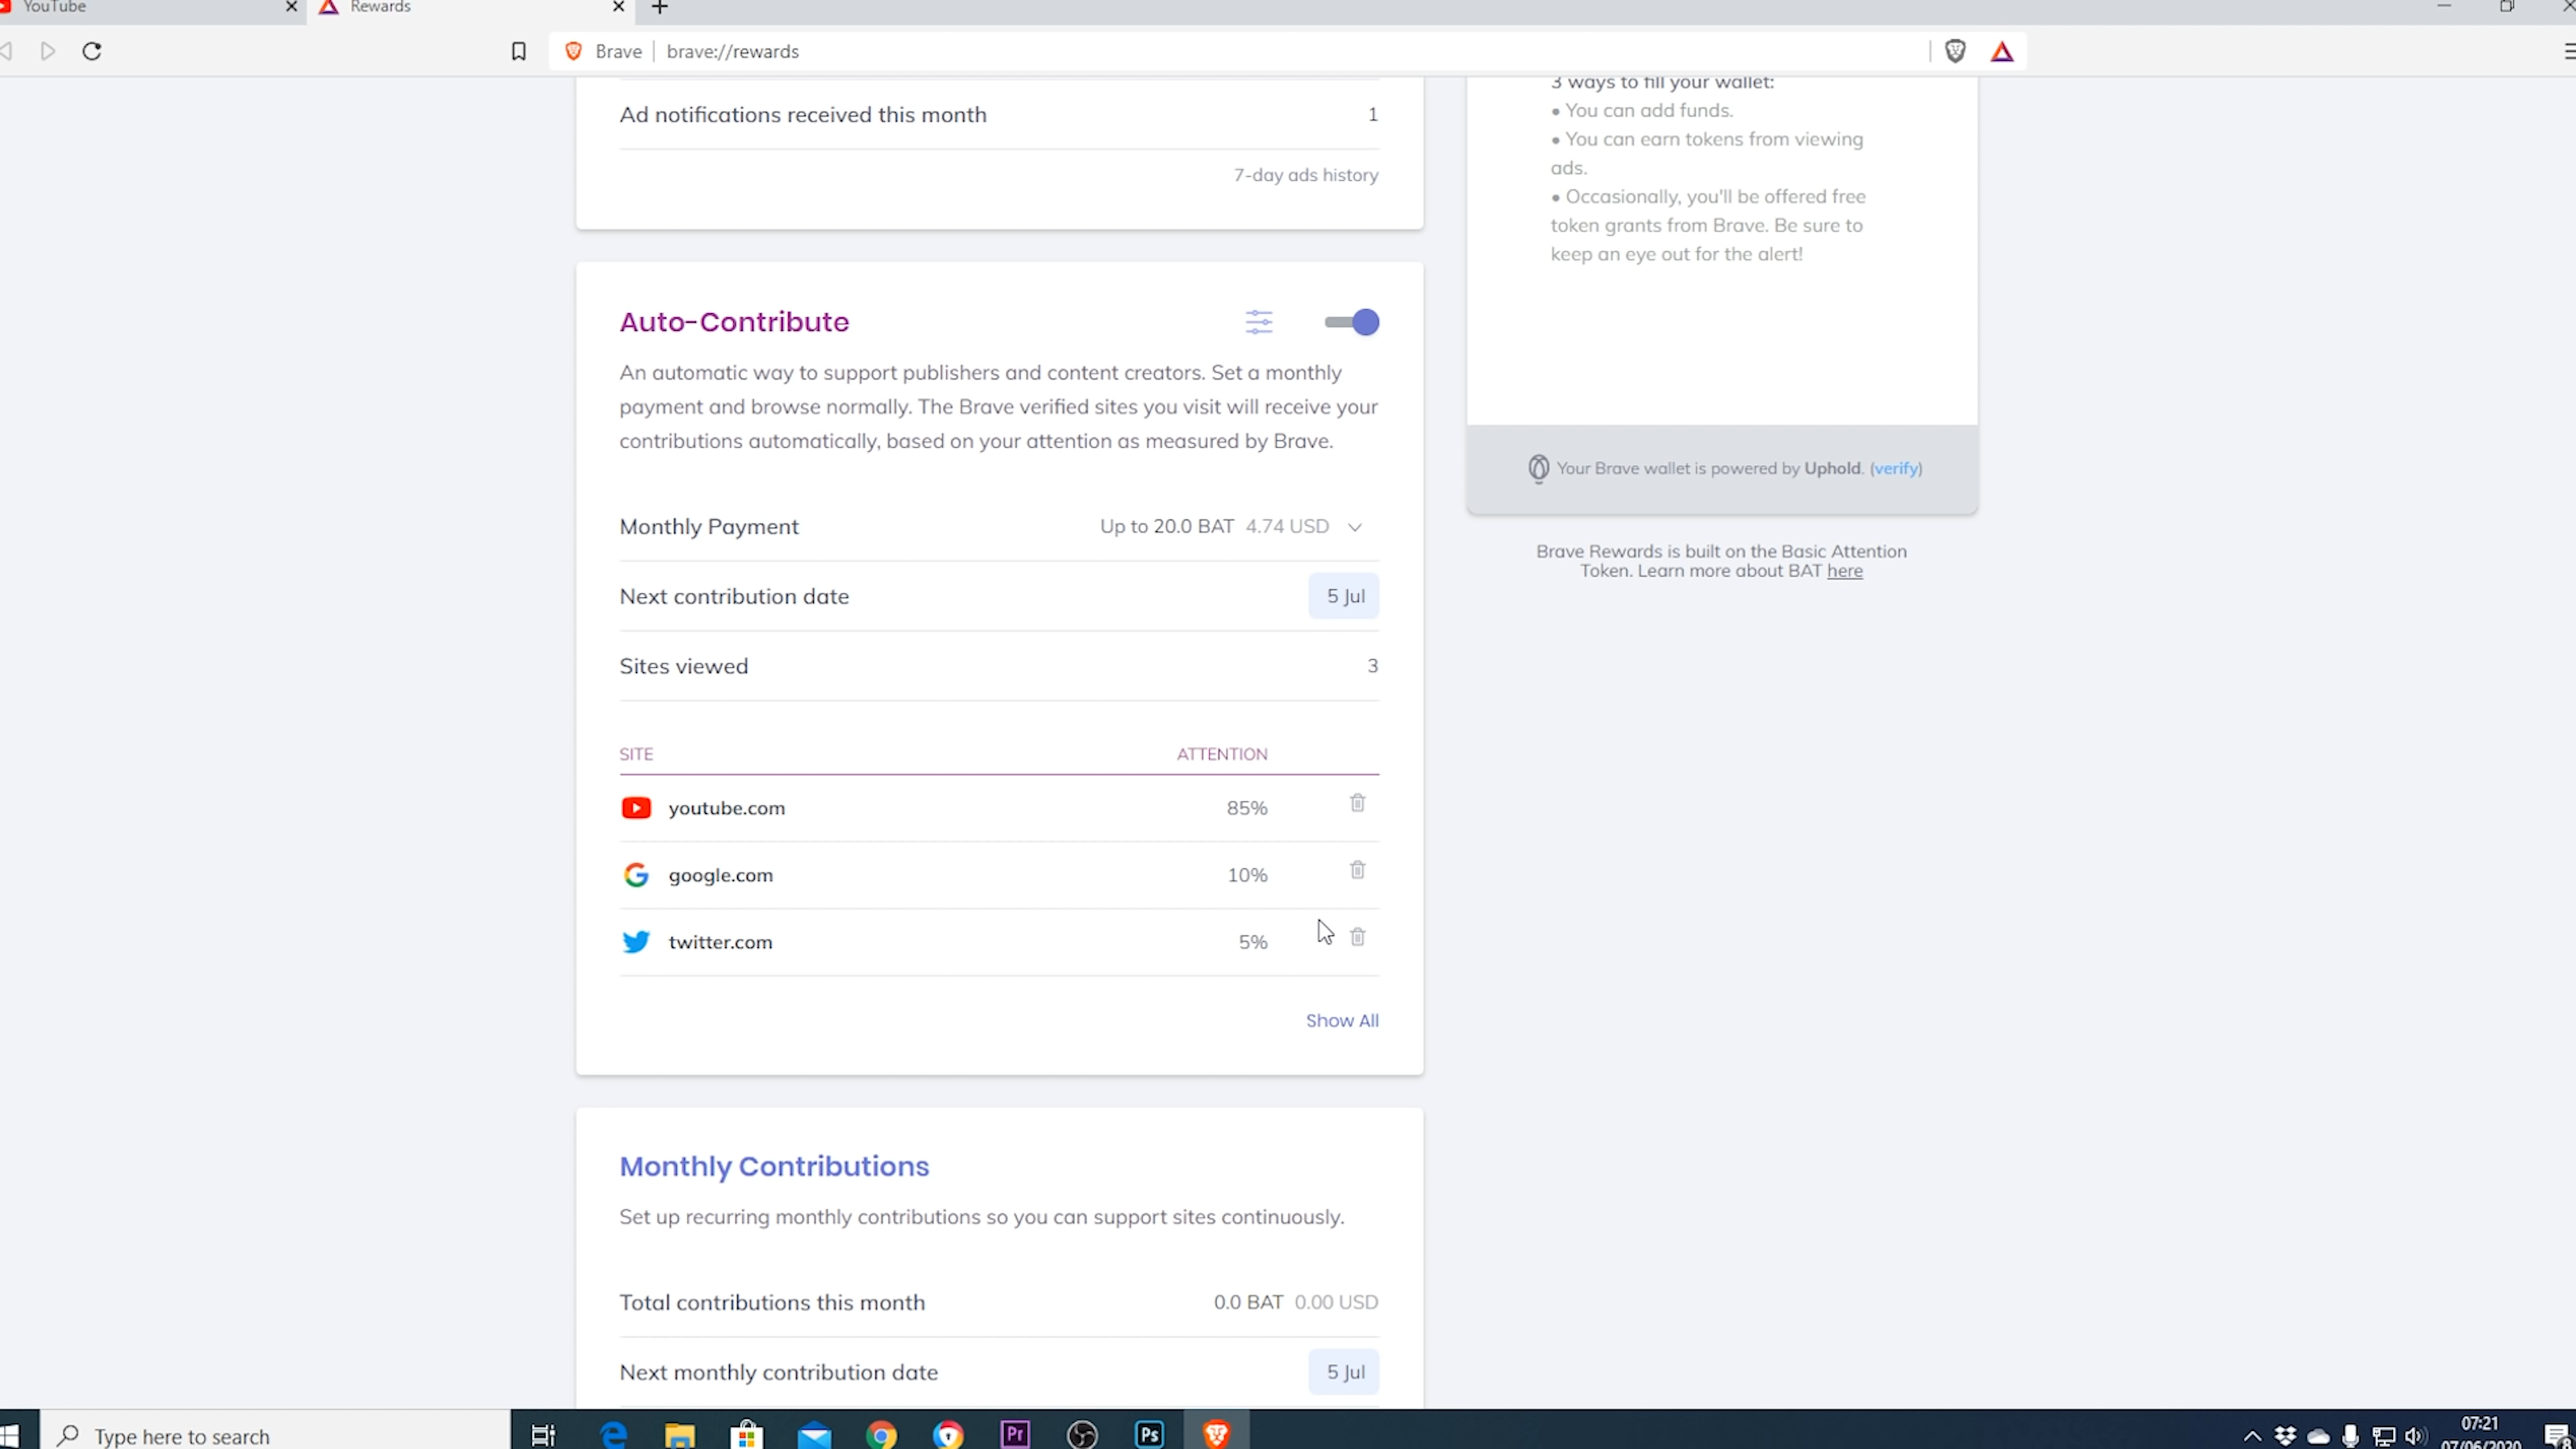 YouTube
Rewards
Brave
brave://rewards
Ad notifications received this month 1
7-day ads history
3 ways to fill your wallet:
• You can add funds.
• You can earn tokens from viewing
ads.
• Occasionally, you'll be offered free
token grants from Brave. Be sure to
keep an eye out for the alert!
Auto-Contribute
An automatic way to support publishers and content creators. Set a monthly
payment and browse normally. The Brave verified sites you visit will receive your
contributions automatically, based on your attention as measured by Brave.
Your Brave wallet is powered by Uphold. (verify)
Brave Rewards is built on the Basic Attention
Token. Learn more about BAT here
Monthly Payment Up to 20.0 BAT 4.74 USD
Next contribution date 5 Jul
Sites viewed 3
SITE ATTENTION
youtube.com 85%
google.com 10%
twitter.com 5%
Show All
Monthly Contributions
Set up recurring monthly contributions so you can support sites continuously.
Total contributions this month 0.0 BAT 0.00 USD
Next monthly contribution date 5 Jul
Type here to search
Pr
Ps
07:21
07/06/2020